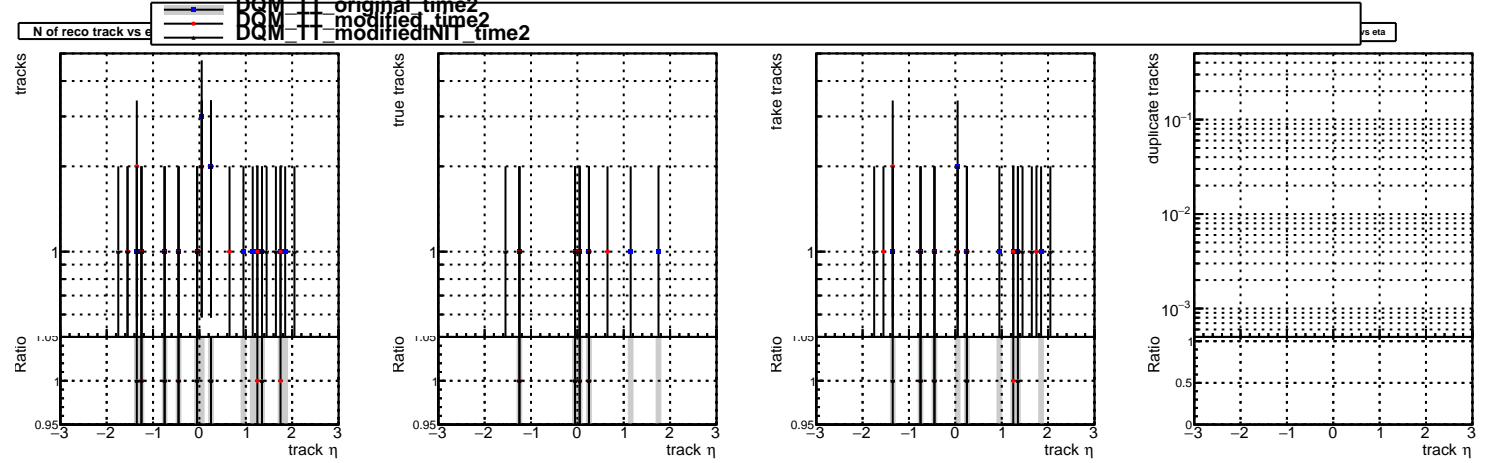 DQM_TT_original_time2
DQM_TT_modified_time2
DQM_TT_modifiedINIT_time2
N of reco track vs e
vs eta
tracks
1
Ratio
1.05
1
0.95
−3 −2 −1 0 1 2 3
track η
true tracks
1
Ratio
1.05
1
0.95
−3 −2 −1 0 1 2 3
track η
fake tracks
1
Ratio
1.05
1
0.95
−3 −2 −1 0 1 2 3
track η
duplicate tracks
10−1
10−2
10−3
Ratio
1
0.5
0
−3 −2 −1 0 1 2 3
track η